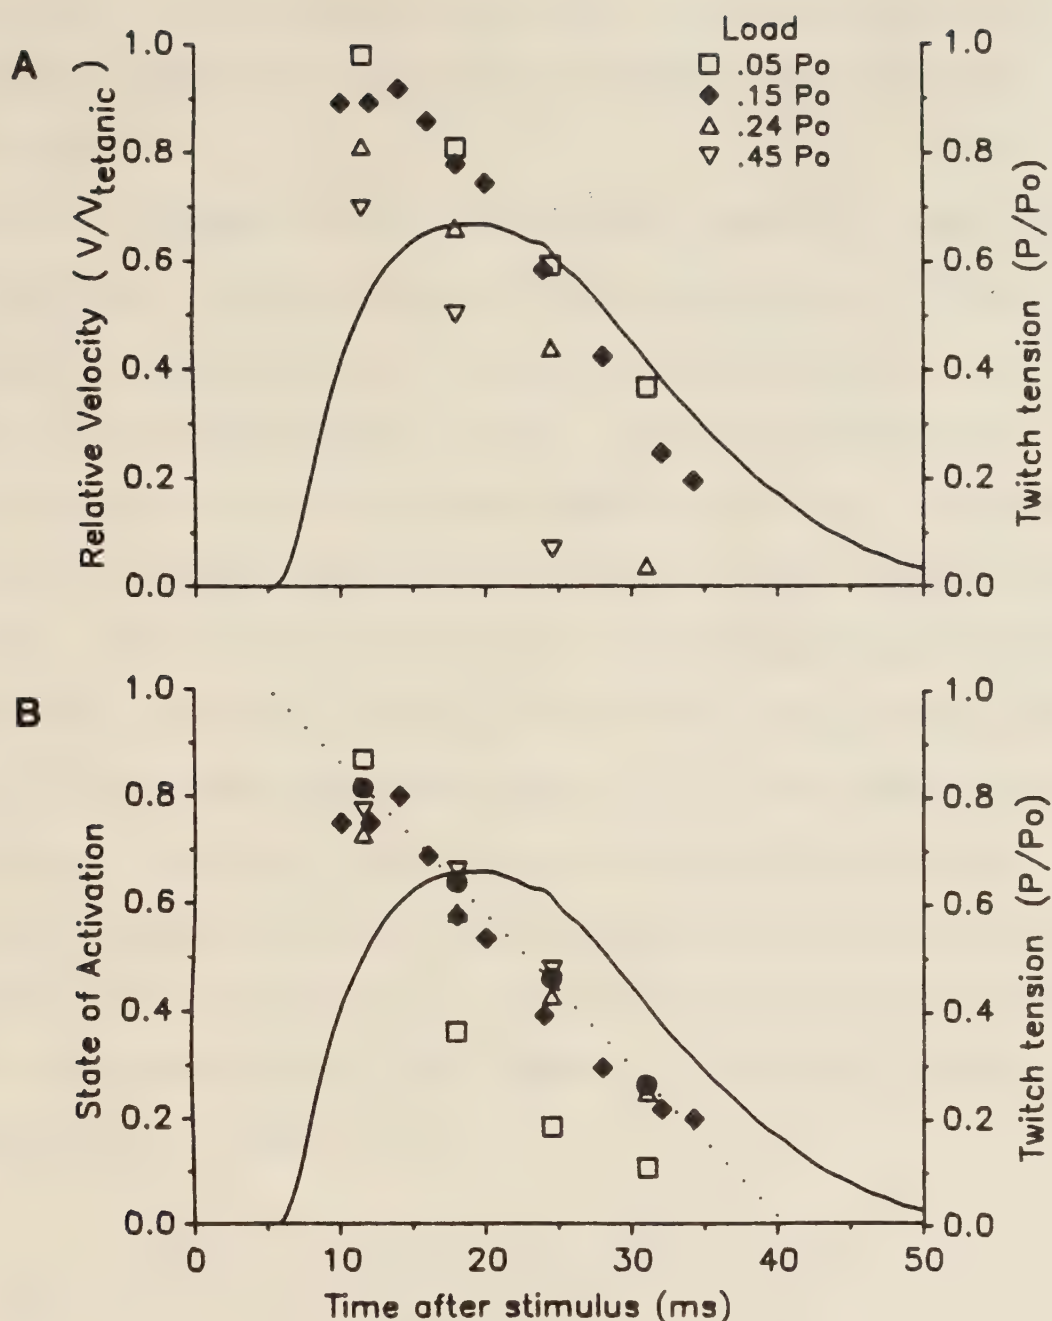 A
Relative Velocity (V/Vtetanic)
1.0
0.8
0.6
0.4
0.2
0.0
Load
□ .05 Po
◆ .15 Po
△ .24 Po
▽ .45 Po
1.0
0.8
0.6
0.4
0.2
0.0
Twitch tension (P/Po)
B
State of Activation
1.0
0.8
0.6
0.4
0.2
0.0
1.0
0.8
0.6
0.4
0.2
0.0
Twitch tension (P/Po)
0 10 20 30 40 50
Time after stimulus (ms)